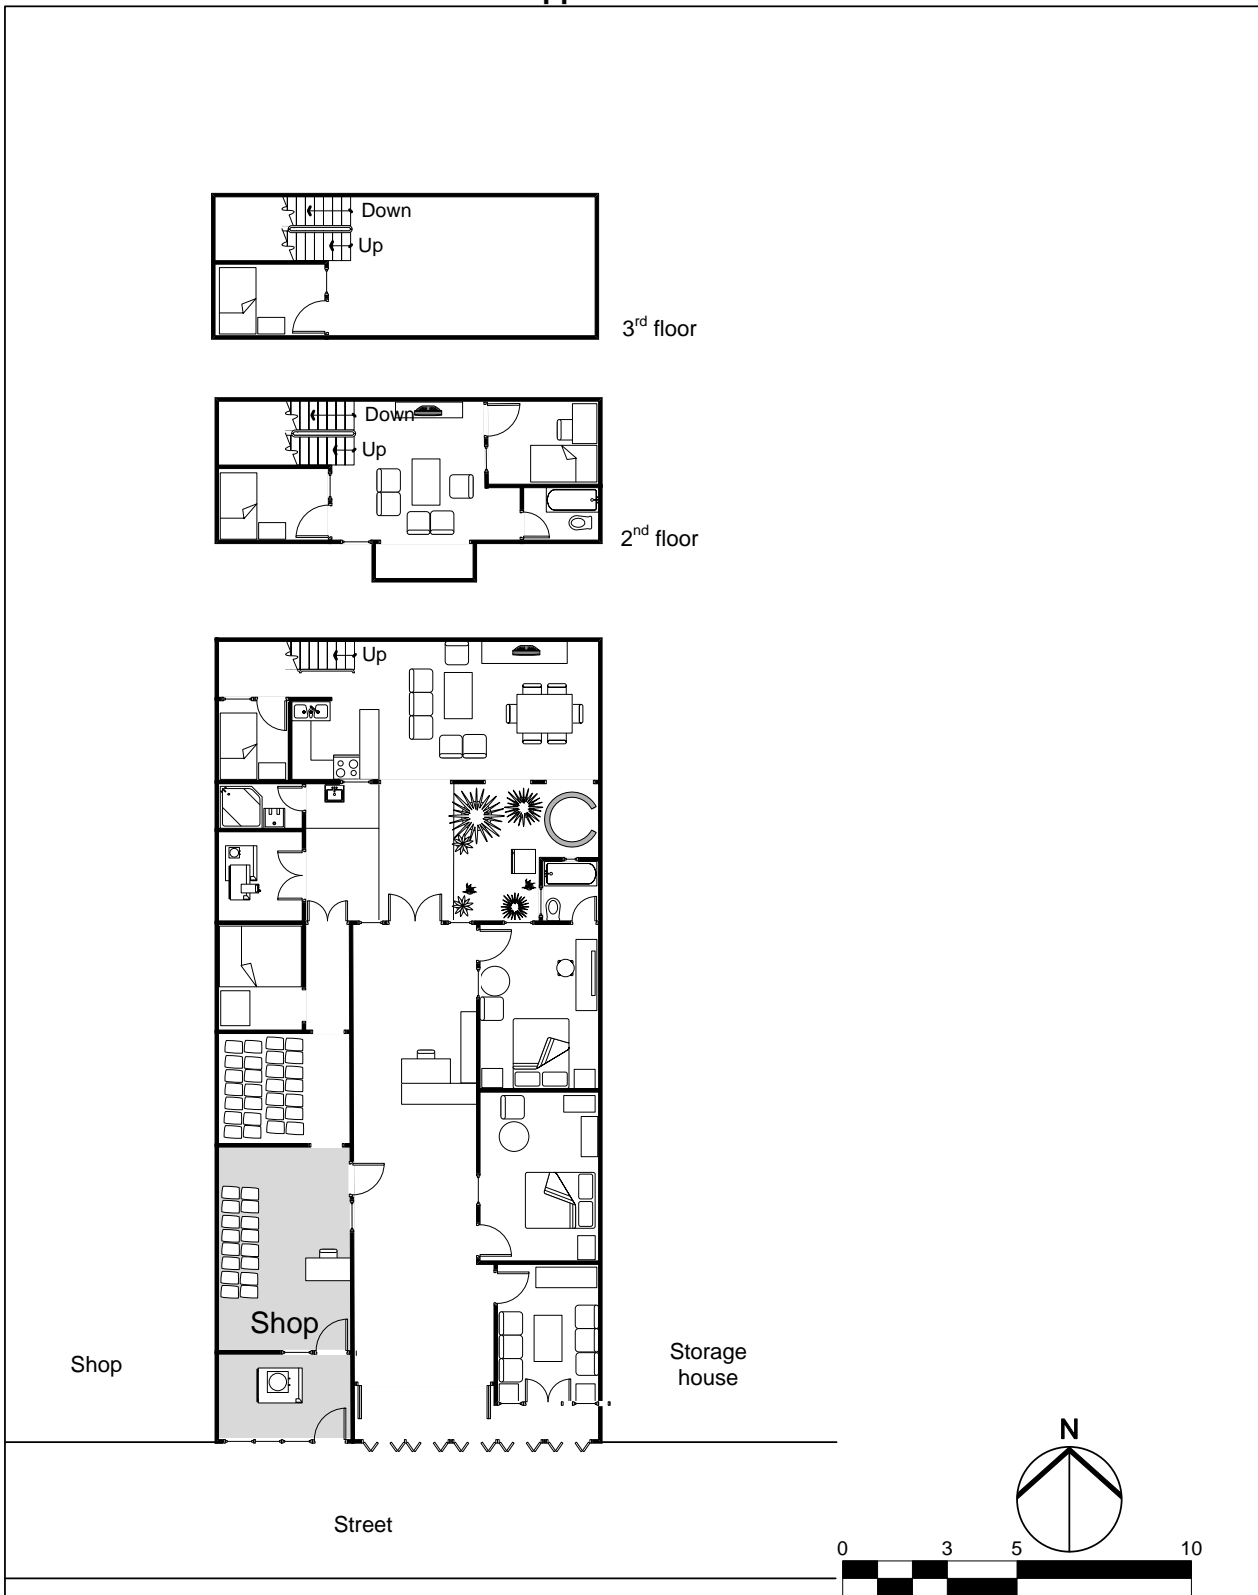 Down
Up
3rd floor
Down
Up
2nd floor
Up
Shop
Shop
Storage
house
Street
N
0 3 5 10